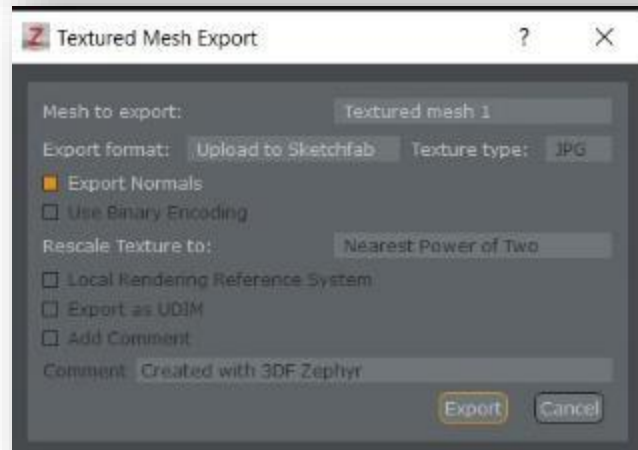 Z Textured Mesh Export ?
Mesh to export: Textured mesh 1
Export format: Upload to Sketchfab Texture type: JPG
Export Normals
Use Binary Encoding
Rescale Texture to: Nearest Power of Two
Local Rendering Reference System
Export as UDIM
Add Comment
Comment Created with 3DF Zephyr
Export Cancel